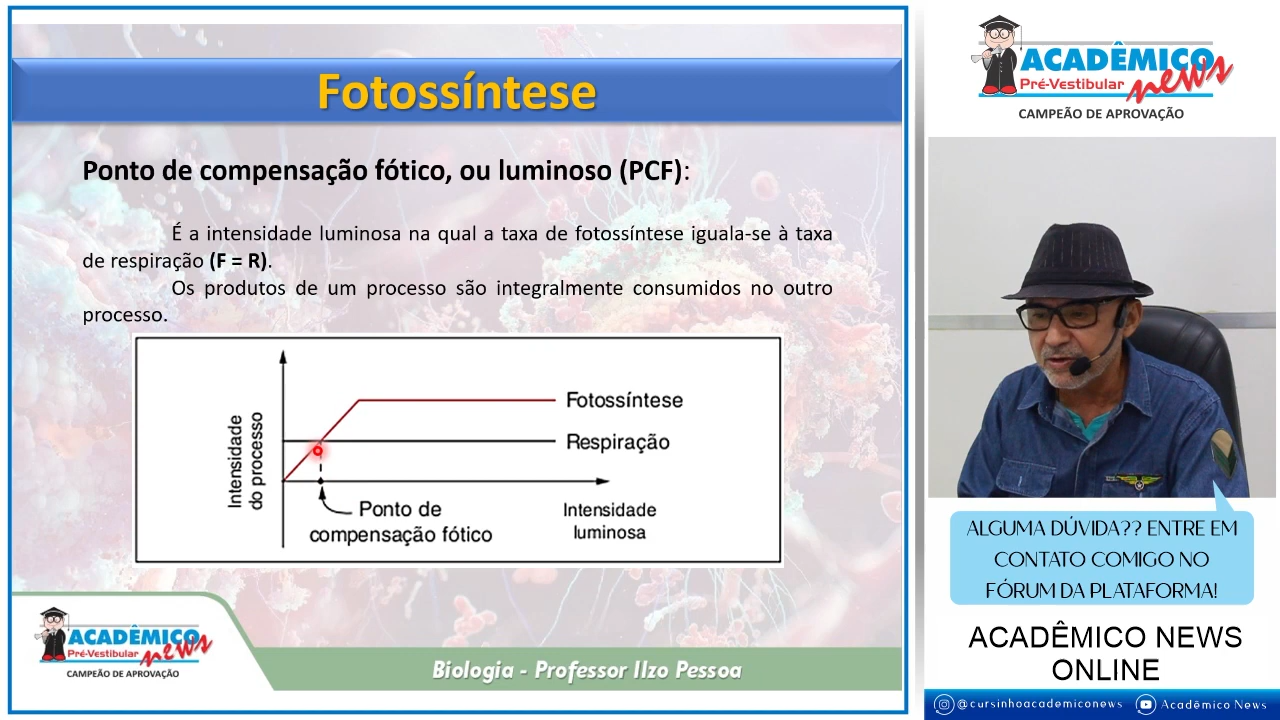 Fotossíntese
Ponto de compensação fótico, ou luminoso (PCF):
É a intensidade luminosa na qual a taxa de fotossíntese iguala-se à taxa
de respiração (F = R).
Os produtos de um processo são integralmente consumidos no outro
processo.
Intensidade
do processo
Fotossíntese
Respiração
Ponto de
compensação fótico
Intensidade
luminosa
ACADÊMICO
Pré-Vestibular news
CAMPEÃO DE APROVAÇÃO
Biologia - Professor Ilzo Pessoa
ACADÊMICO
Pré-Vestibular news
CAMPEÃO DE APROVAÇÃO
ALGUMA DÚVIDA?? ENTRE EM
CONTATO COMIGO NO
FÓRUM DA PLATAFORMA!
ACADÊMICO NEWS
ONLINE
@cursinhoacademiconews Acadêmico News